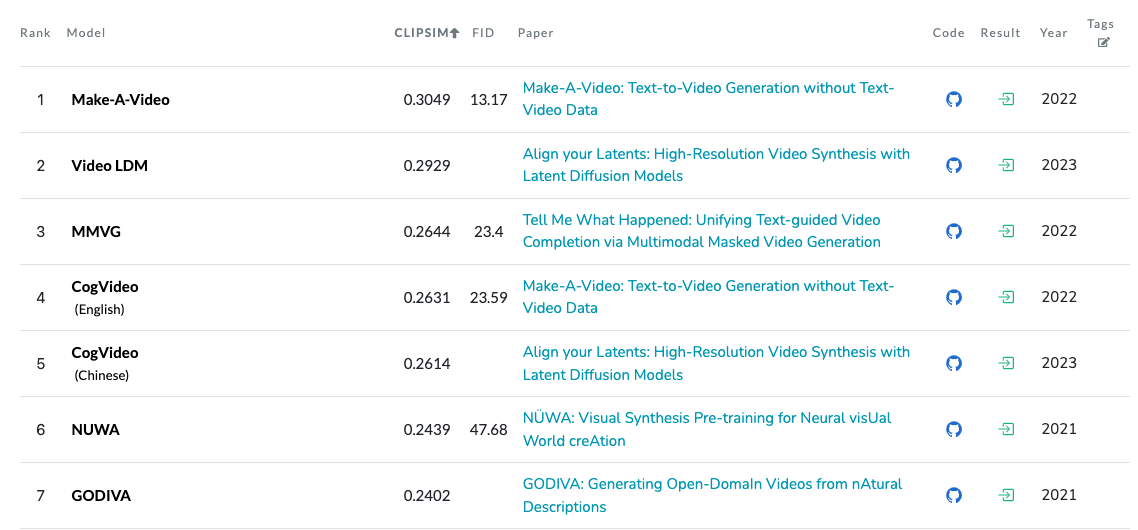 Rank Model CLIPSIM FID Paper Code Result Year Tags
1 Make-A-Video 0.3049 13.17 Make-A-Video: Text-to-Video Generation without Text-
Video Data 2022
2 Video LDM 0.2929 Align your Latents: High-Resolution Video Synthesis with
Latent Diffusion Models 2023
3 MMVG 0.2644 23.4 Tell Me What Happened: Unifying Text-guided Video
Completion via Multimodal Masked Video Generation 2022
4 CogVideo (English) 0.2631 23.59 Make-A-Video: Text-to-Video Generation without Text-
Video Data 2022
5 CogVideo (Chinese) 0.2614 Align your Latents: High-Resolution Video Synthesis with
Latent Diffusion Models 2023
6 NUWA 0.2439 47.68 NÜWA: Visual Synthesis Pre-training for Neural visUal
World creAtion 2021
7 GODIVA 0.2402 GODIVA: Generating Open-DomaIn Videos from nAtural
Descriptions 2021